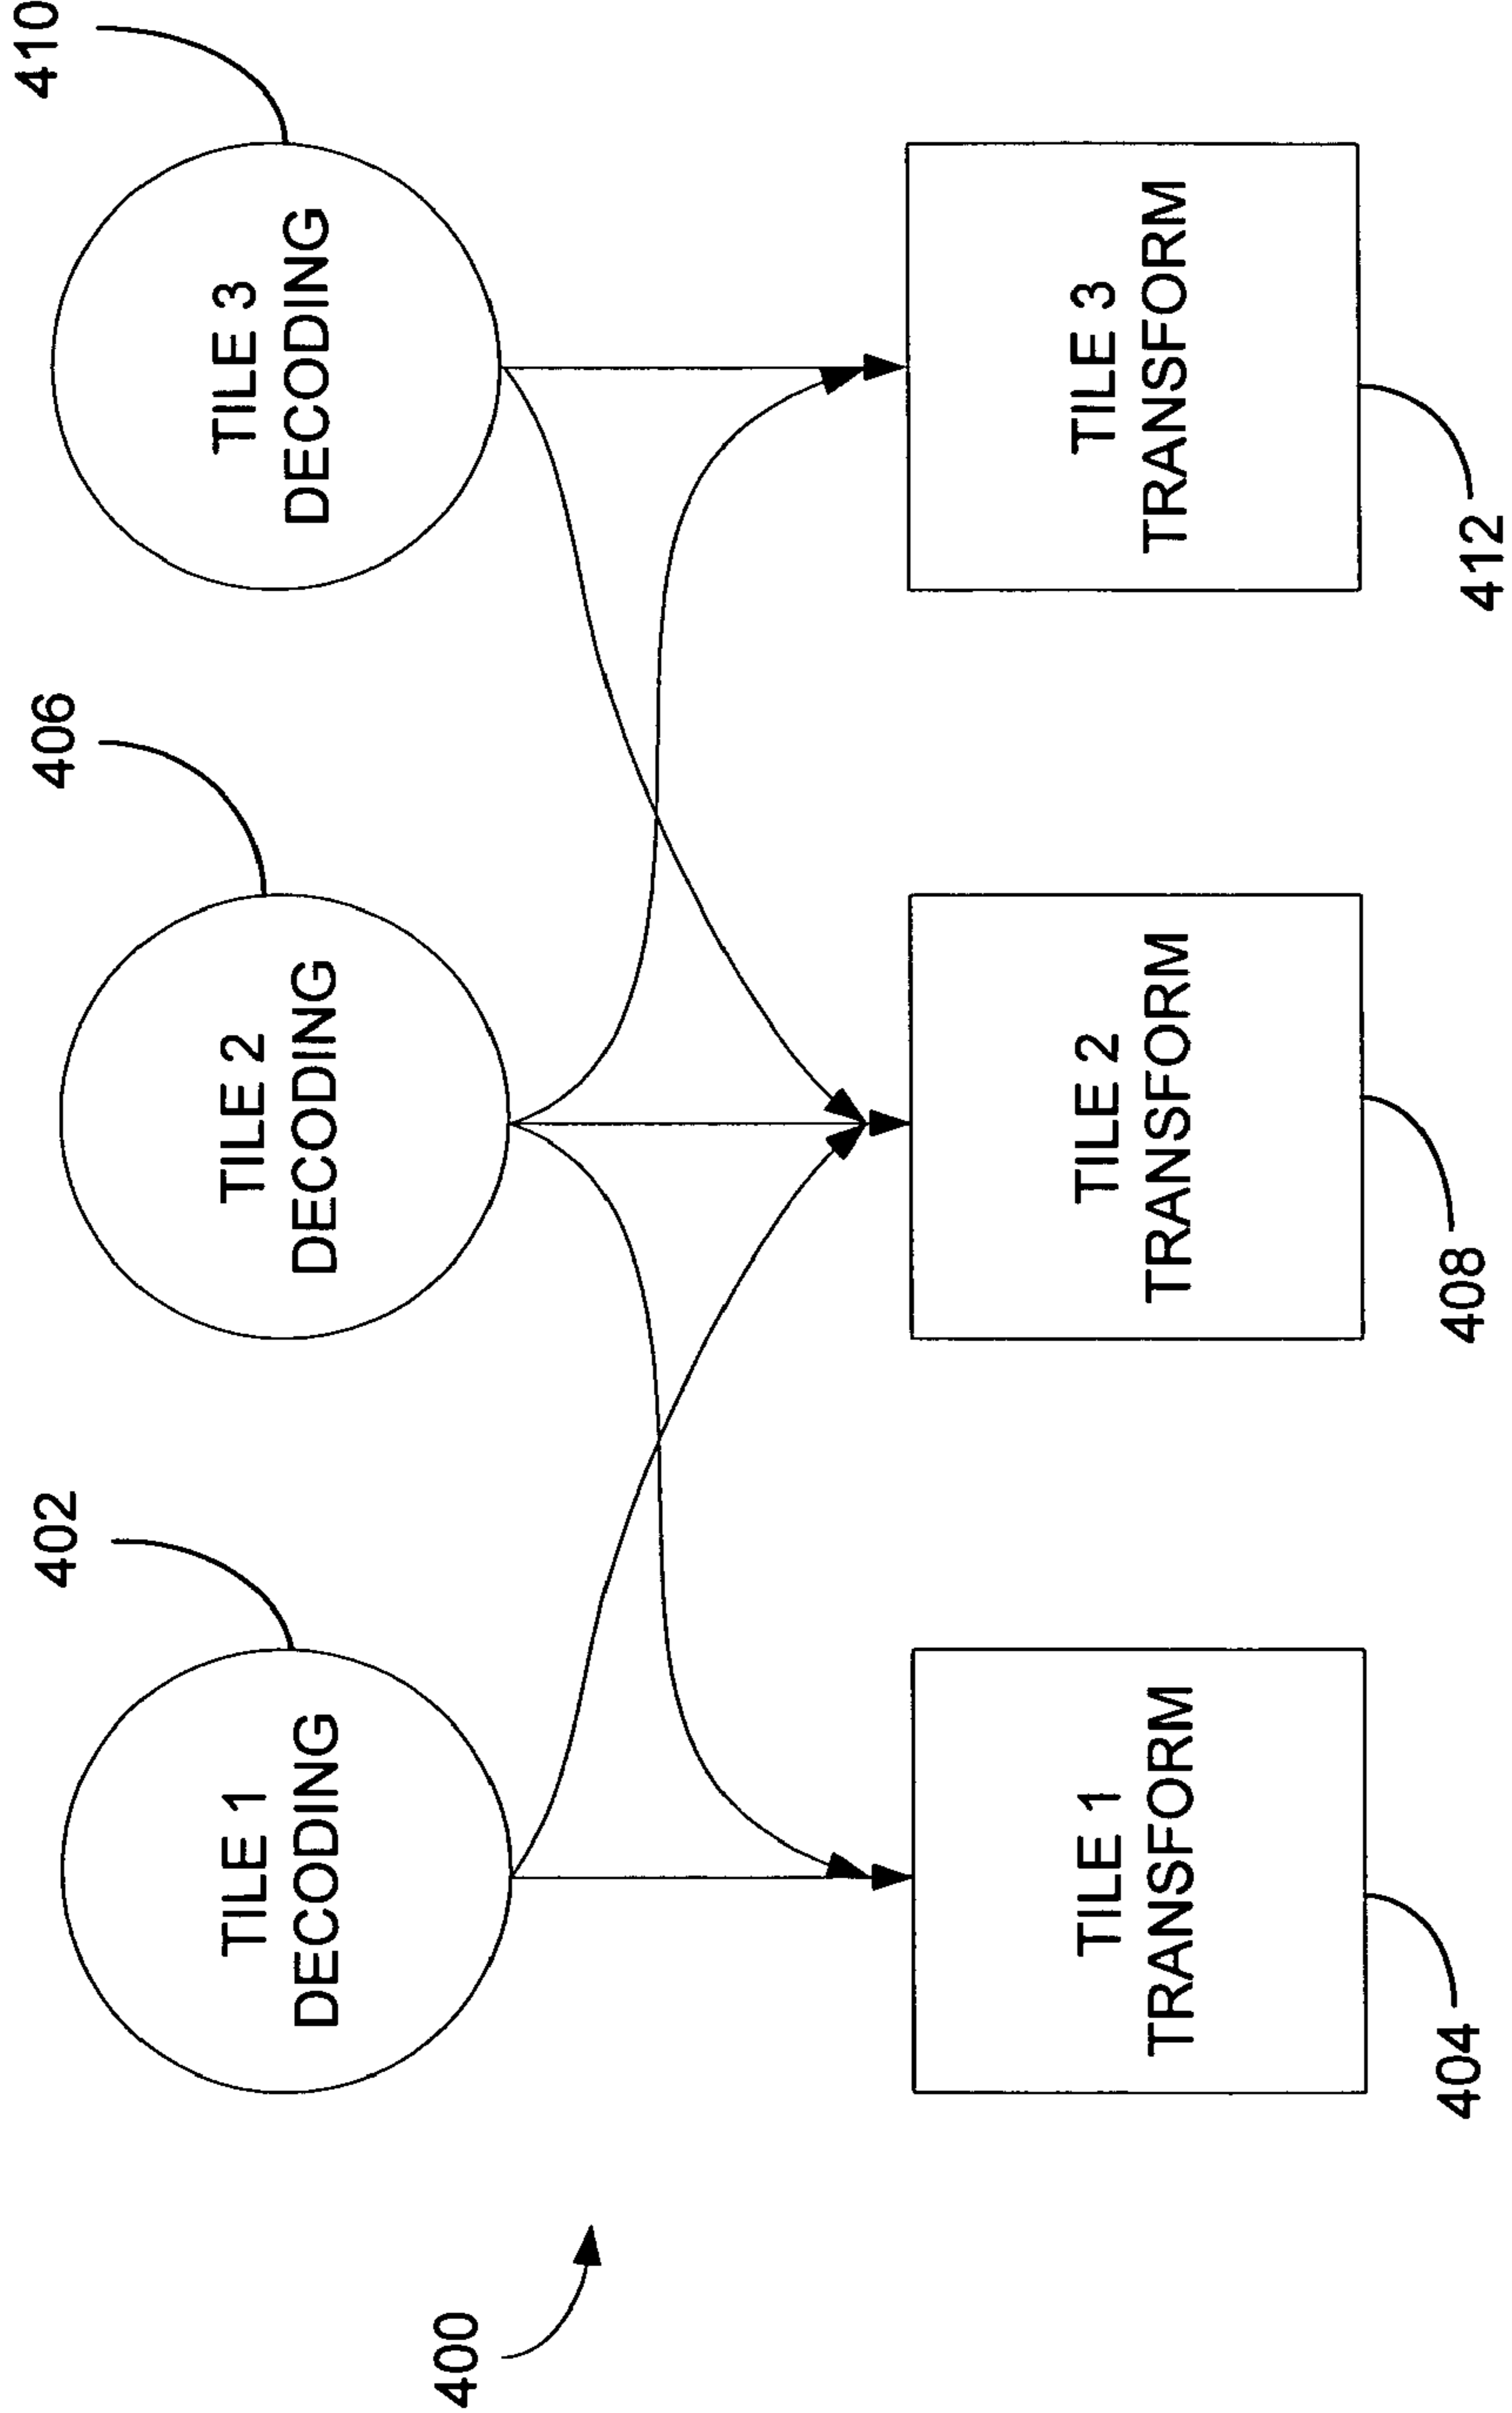 400
402
406
410
TILE 1
DECODING
TILE 2
DECODING
TILE 3
DECODING
TILE 1
TRANSFORM
TILE 2
TRANSFORM
TILE 3
TRANSFORM
404
408
412